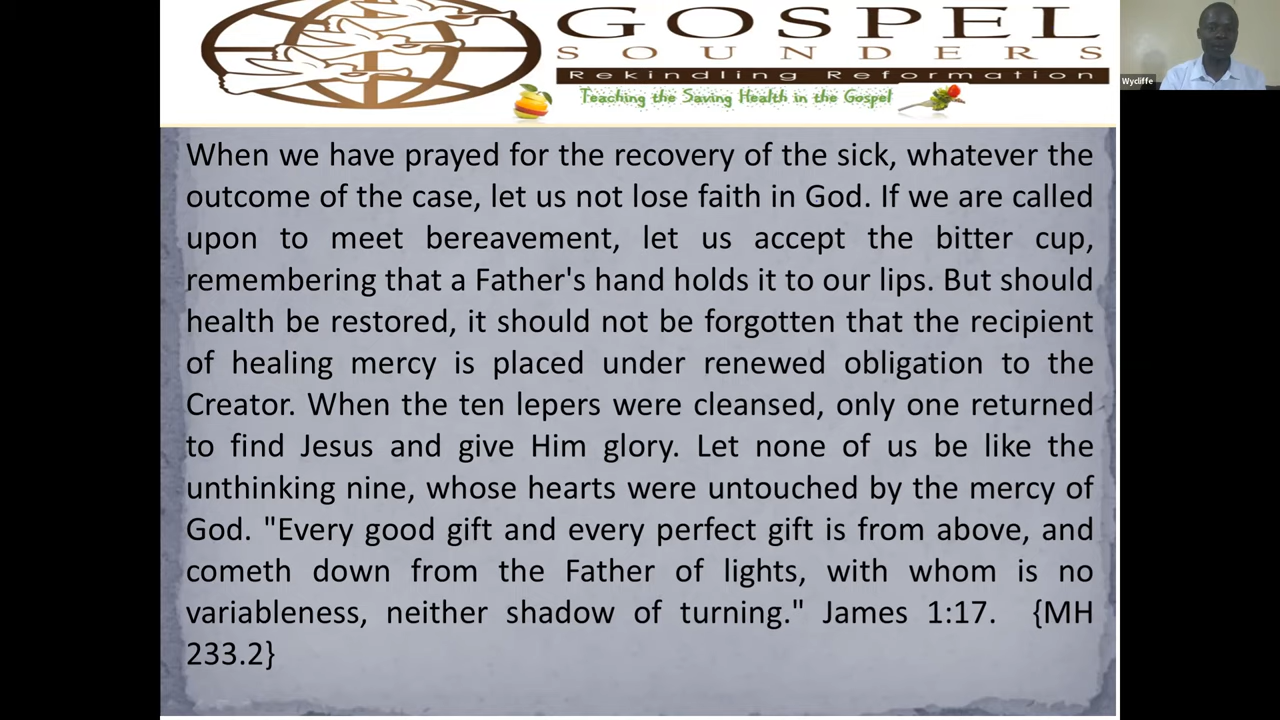 GOSPEL
SOUNDERS
Rekindling Reformation
Teaching the Saving Health in the Gospel
Wycliffe
When we have prayed for the recovery of the sick, whatever the
outcome of the case, let us not lose faith in God. If we are called
upon to meet bereavement, let us accept the bitter cup,
remembering that a Father's hand holds it to our lips. But should
health be restored, it should not be forgotten that the recipient
of healing mercy is placed under renewed obligation to the
Creator. When the ten lepers were cleansed, only one returned
to find Jesus and give Him glory. Let none of us be like the
unthinking nine, whose hearts were untouched by the mercy of
God. "Every good gift and every perfect gift is from above, and
cometh down from the Father of lights, with whom is no
variableness, neither shadow of turning." James 1:17. {MH
233.2}